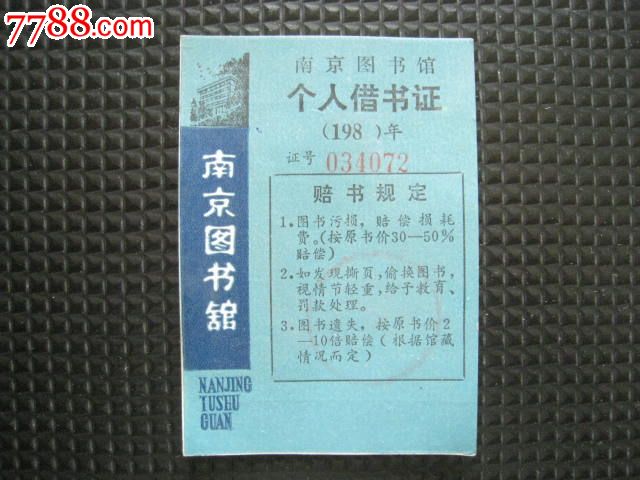 7788.com
南京图书馆
个人借书证
(198 )年
证号 034072
南京图书馆
赔书规定
1.图书污损，赔偿损耗
费。(按原书价30—50%
赔偿)
2.如发现撕页，偷换图书，
视情节轻重，给予教育、
罚款处理。
3.图书遗失，按原书价2
—10倍赔偿(根据馆藏
情况而定)
NANJING
TUSHU
GUAN